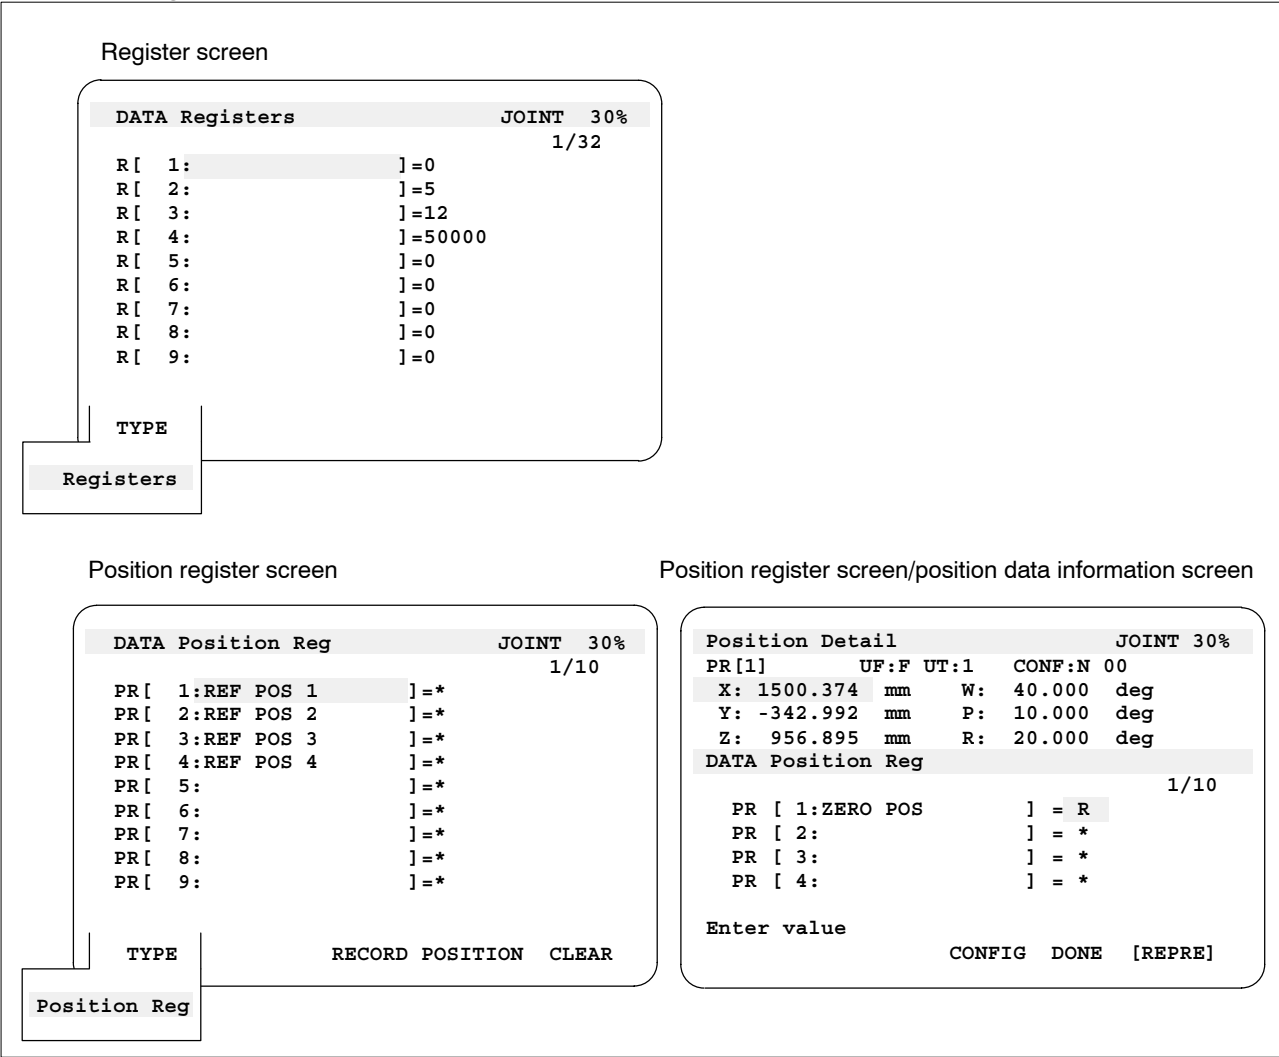 Register screen
DATA Registers JOINT 30%
1/32
R[ 1: ]=0
R[ 2: ]=5
R[ 3: ]=12
R[ 4: ]=50000
R[ 5: ]=0
R[ 6: ]=0
R[ 7: ]=0
R[ 8: ]=0
R[ 9: ]=0
TYPE
Registers
Position register screen
DATA Position Reg JOINT 30%
1/10
PR[ 1:REF POS 1 ]=*
PR[ 2:REF POS 2 ]=*
PR[ 3:REF POS 3 ]=*
PR[ 4:REF POS 4 ]=*
PR[ 5: ]=*
PR[ 6: ]=*
PR[ 7: ]=*
PR[ 8: ]=*
PR[ 9: ]=*
TYPE RECORD POSITION CLEAR
Position Reg
Position register screen/position data information screen
Position Detail JOINT 30%
PR[1] UF:F UT:1 CONF:N 00
X: 1500.374 mm W: 40.000 deg
Y: -342.992 mm P: 10.000 deg
Z: 956.895 mm R: 20.000 deg
DATA Position Reg
1/10
PR [ 1:ZERO POS ] = R
PR [ 2: ] = *
PR [ 3: ] = *
PR [ 4: ] = *
Enter value
CONFIG DONE [REPRE]